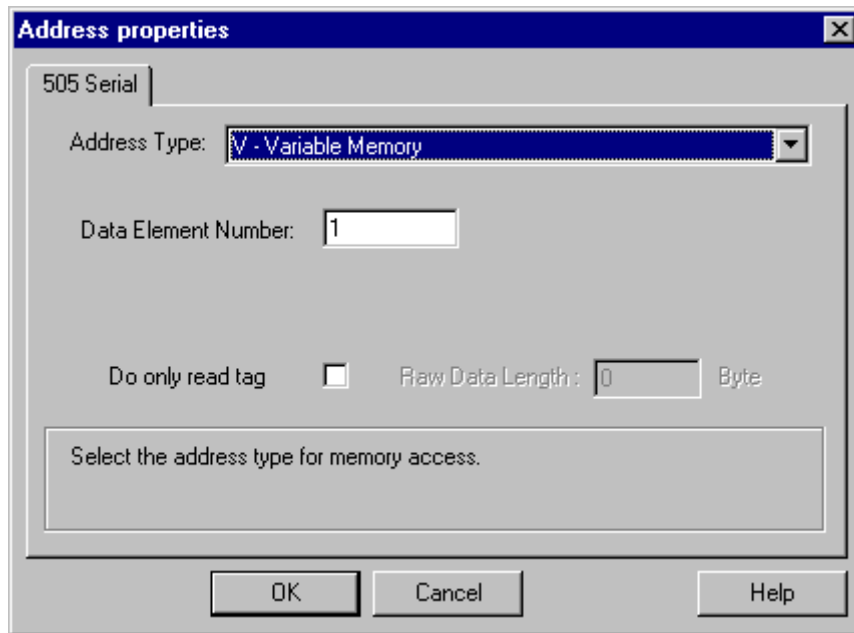 Address properties
505 Serial
Address Type: V - Variable Memory
Data Element Number: 1
Do only read tag Raw Data Length : 0 Byte
Select the address type for memory access.
OK Cancel Help